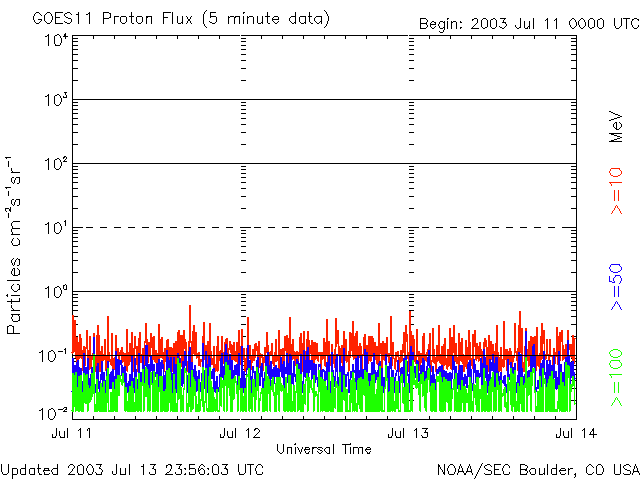 GOES11 Proton Flux (5 minute data)
Begin: 2003 Jul 11 0000 UTC
Particles cm⁻²s⁻¹sr⁻¹
10⁴
10³
10²
10¹
10⁰
10⁻¹
10⁻²
Jul 11
Jul 12
Jul 13
Jul 14
Universal Time
>=10
>=50
>=100
MeV
Updated 2003 Jul 13 23:56:03 UTC
NOAA/SEC Boulder, CO USA